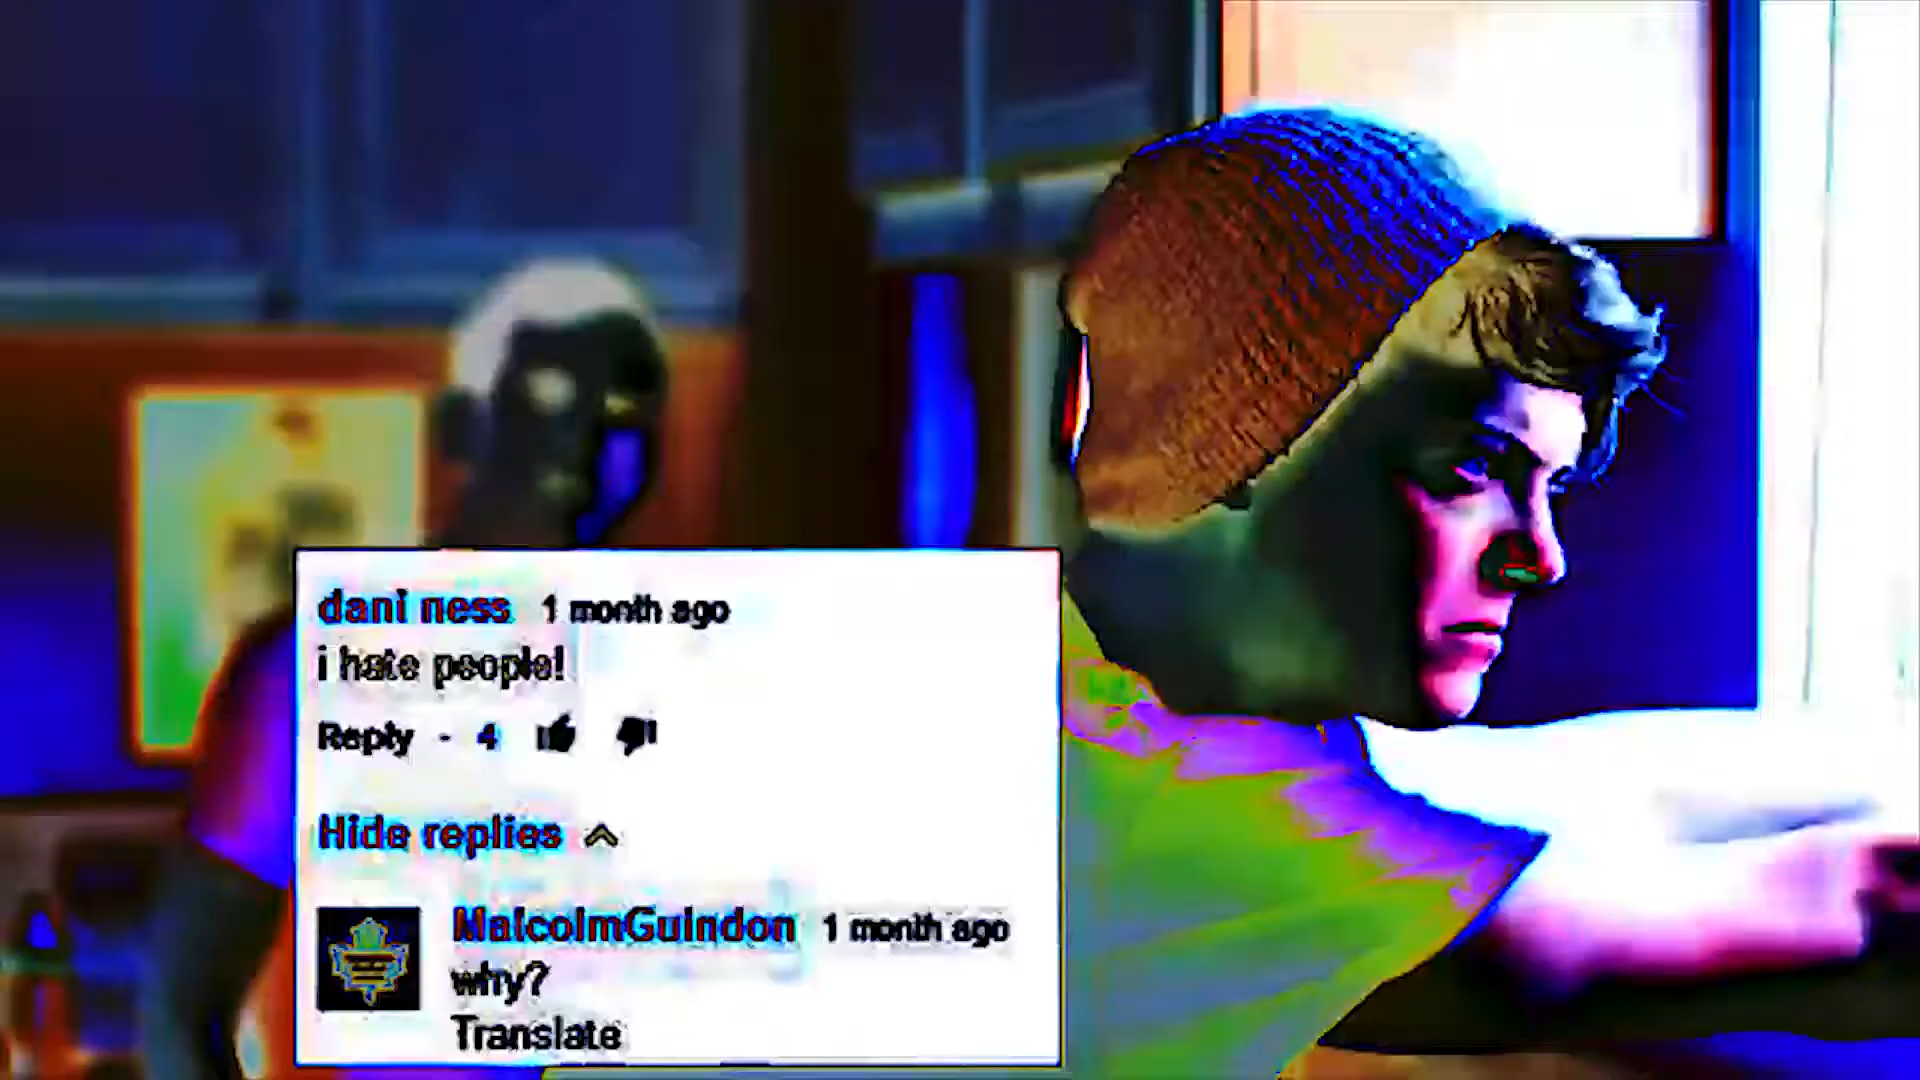 dani ness 1 month ago
i hate people!
Reply - 4
Hide replies
MalcolmGuindon 1 month ago
why?
Translate